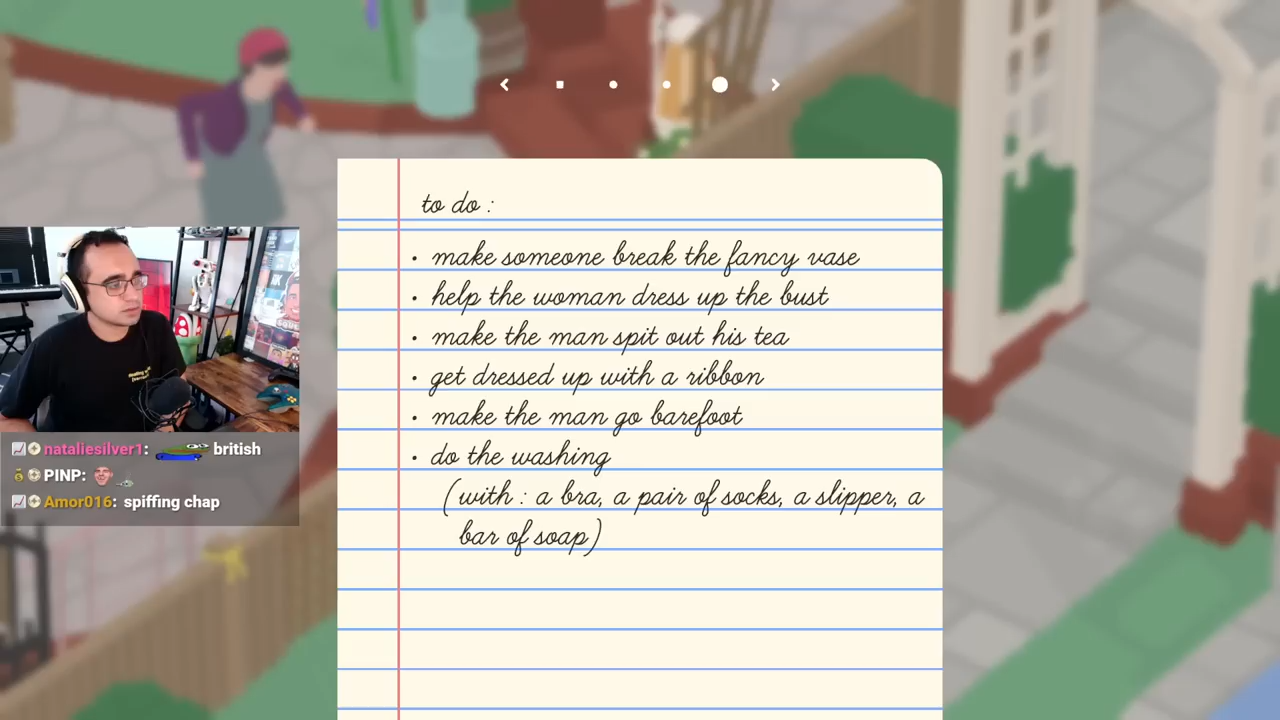 to do :
• make someone break the fancy vase
• help the woman dress up the bust
• make the man spit out his tea
• get dressed up with a ribbon
• make the man go barefoot
• do the washing
(with : a bra, a pair of socks, a slipper, a
bar of soap)
nataliesilver1: british
PINP:
Amor016: spiffing chap